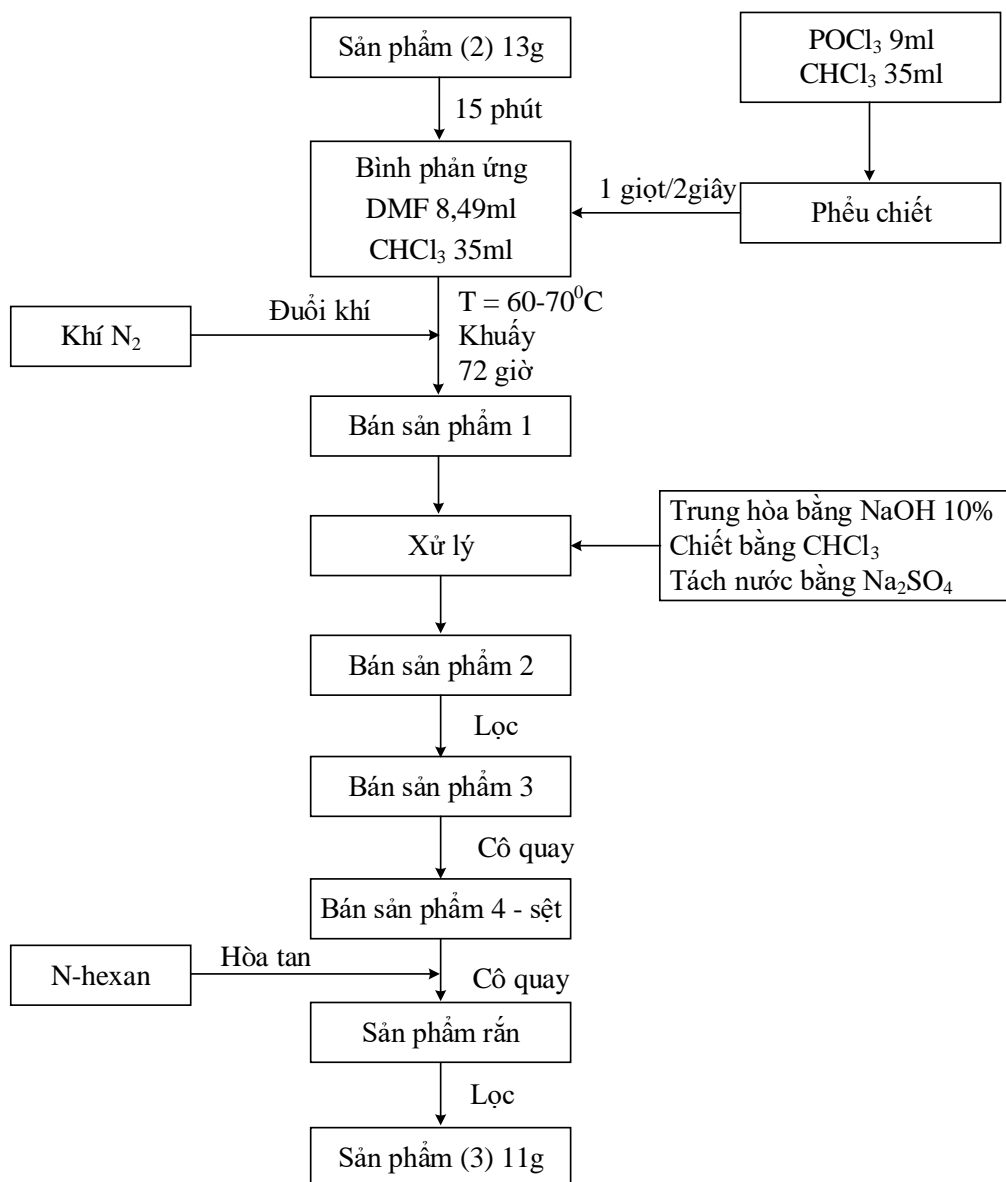 Sản phẩm (2) 13g
POCl₃ 9ml
CHCl₃ 35ml
15 phút
Bình phản ứng
DMF 8,49ml
CHCl₃ 35ml
1 giọt/2giây
Phểu chiết
Khí N₂
Đuổi khí
T = 60-70⁰C
Khuấy
72 giờ
Bán sản phẩm 1
Xử lý
Trung hòa bằng NaOH 10%
Chiết bằng CHCl₃
Tách nước bằng Na₂SO₄
Bán sản phẩm 2
Lọc
Bán sản phẩm 3
Cô quay
Bán sản phẩm 4 - sệt
N-hexan
Hòa tan
Cô quay
Sản phẩm rắn
Lọc
Sản phẩm (3) 11g